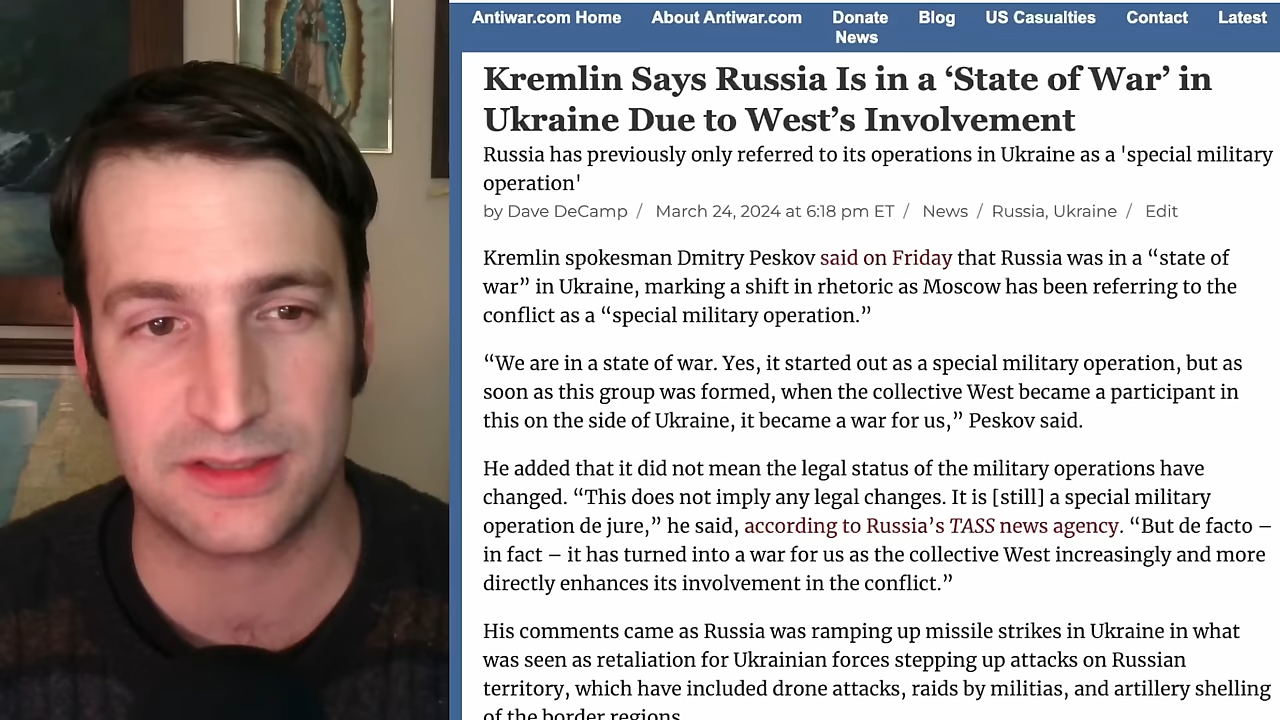 Antiwar.com Home About Antiwar.com Donate Blog US Casualties Contact Latest
News
Kremlin Says Russia Is in a ‘State of War’ in
Ukraine Due to West’s Involvement
Russia has previously only referred to its operations in Ukraine as a 'special military
operation'
by Dave DeCamp / March 24, 2024 at 6:18 pm ET / News / Russia, Ukraine / Edit
Kremlin spokesman Dmitry Peskov said on Friday that Russia was in a “state of
war” in Ukraine, marking a shift in rhetoric as Moscow has been referring to the
conflict as a “special military operation.”
“We are in a state of war. Yes, it started out as a special military operation, but as
soon as this group was formed, when the collective West became a participant in
this on the side of Ukraine, it became a war for us,” Peskov said.
He added that it did not mean the legal status of the military operations have
changed. “This does not imply any legal changes. It is [still] a special military
operation de jure,” he said, according to Russia’s TASS news agency. “But de facto –
in fact – it has turned into a war for us as the collective West increasingly and more
directly enhances its involvement in the conflict.”
His comments came as Russia was ramping up missile strikes in Ukraine in what
was seen as retaliation for Ukrainian forces stepping up attacks on Russian
territory, which have included drone attacks, raids by militias, and artillery shelling
of the border regions.